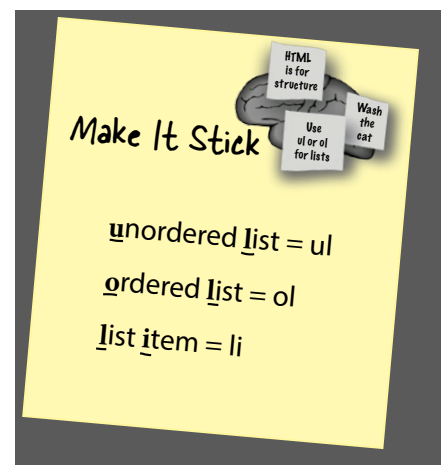 HTML
is for
structure
Wash
the
cat
Use
ul or ol
for lists
Make It Stick
unordered list = ul
ordered list = ol
list item = li